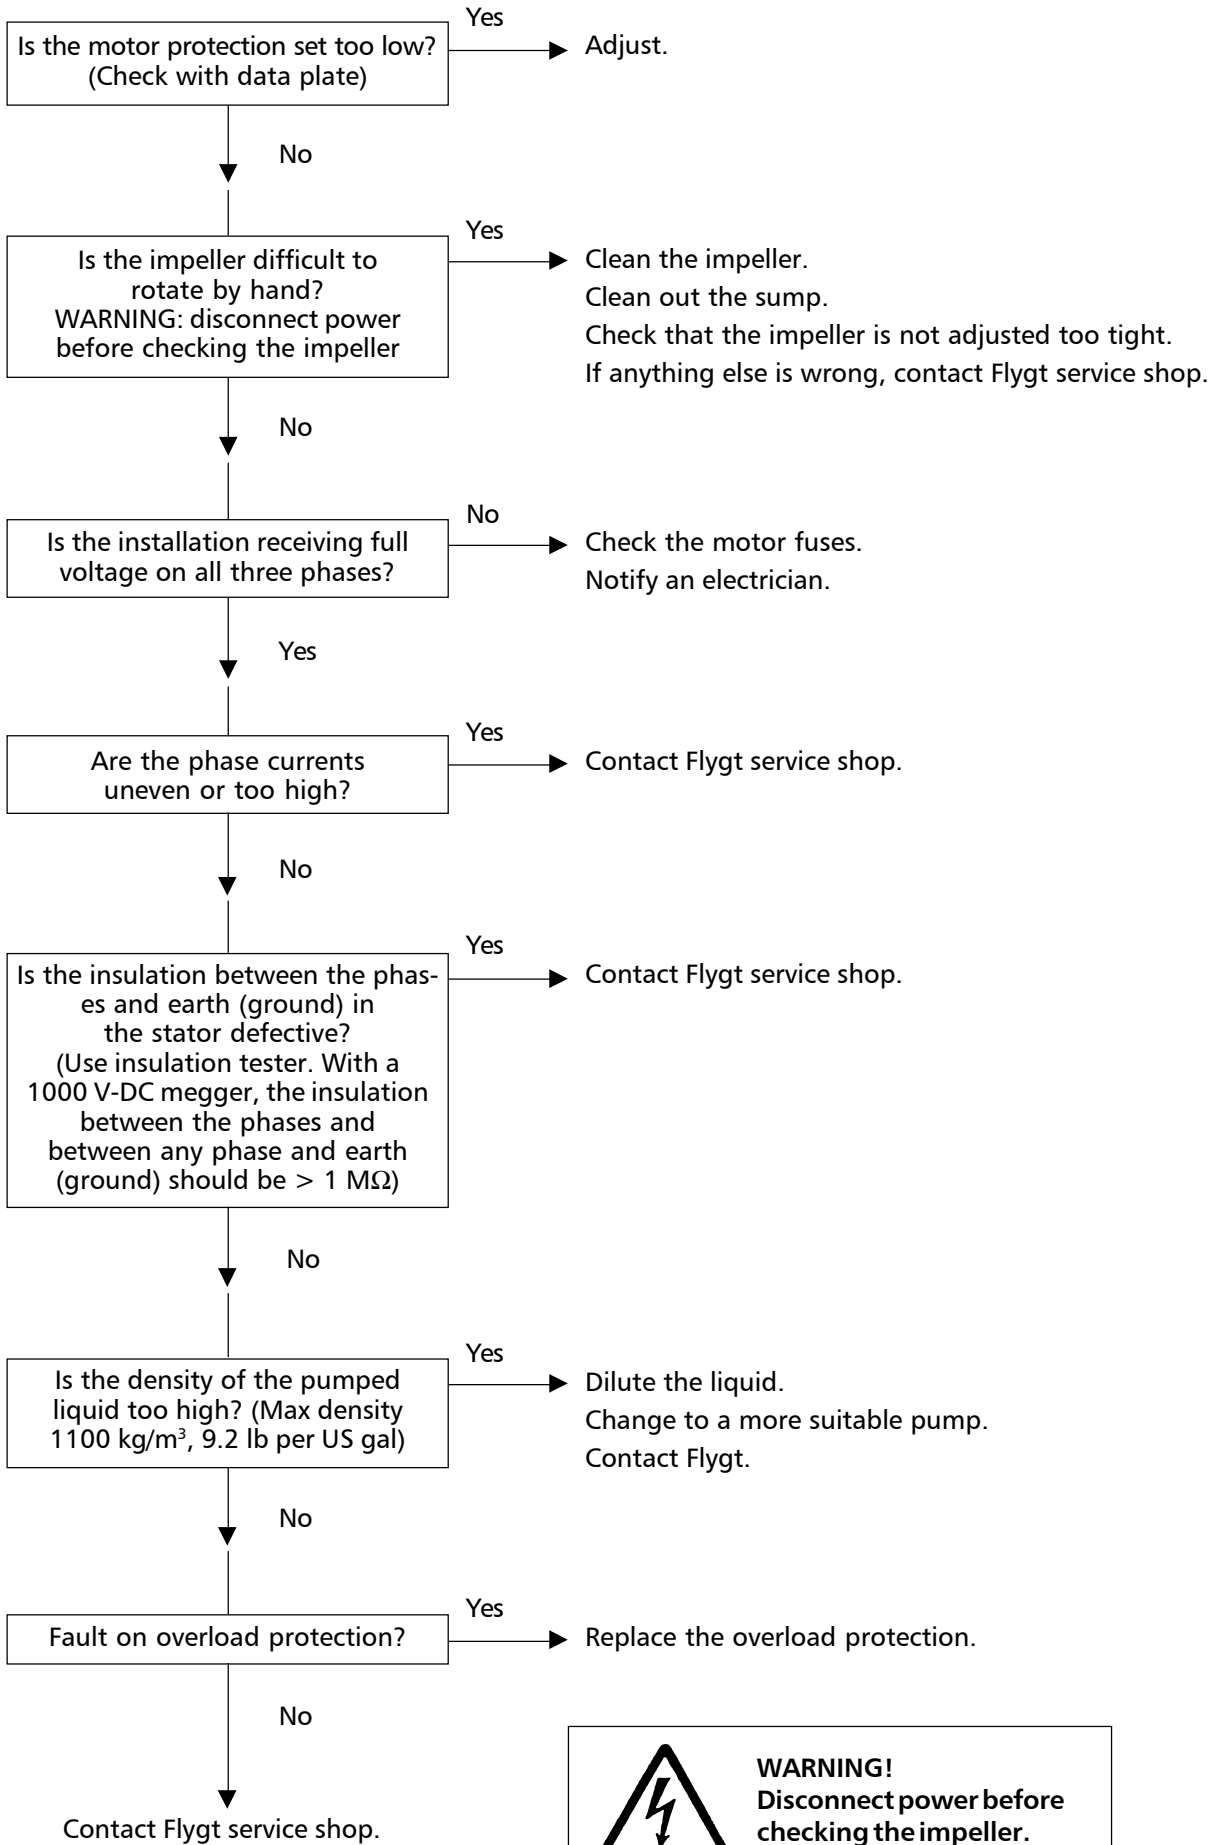 Yes
Is the motor protection set too low?
(Check with data plate)
Adjust.
No
Yes
Is the impeller difficult to
rotate by hand?
WARNING: disconnect power
before checking the impeller
Clean the impeller.
Clean out the sump.
Check that the impeller is not adjusted too tight.
If anything else is wrong, contact Flygt service shop.
No
No
Is the installation receiving full
voltage on all three phases?
Check the motor fuses.
Notify an electrician.
Yes
Yes
Are the phase currents
uneven or too high?
Contact Flygt service shop.
No
Yes
Is the insulation between the phas-
es and earth (ground) in
the stator defective?
(Use insulation tester. With a
1000 V-DC megger, the insulation
between the phases and
between any phase and earth
(ground) should be > 1 MΩ)
Contact Flygt service shop.
No
Yes
Is the density of the pumped
liquid too high? (Max density
1100 kg/m³, 9.2 lb per US gal)
Dilute the liquid.
Change to a more suitable pump.
Contact Flygt.
No
Yes
Fault on overload protection?
Replace the overload protection.
No
Contact Flygt service shop.
WARNING!
Disconnect power before
checking the impeller.